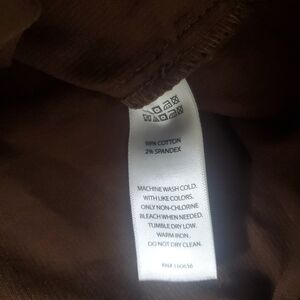 98% COTTON
2% SPANDEX
MACHINE WASH COLD.
WITH LIKE COLORS.
ONLY NON-CHLORINE
BLEACH WHEN NEEDED.
TUMBLE DRY LOW.
WARM IRON.
DO NOT DRY CLEAN.